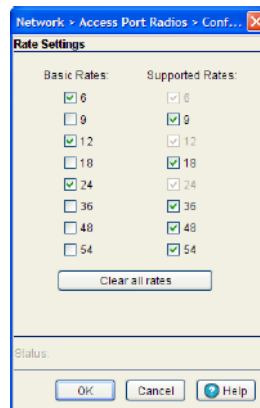 Network > Access Port Radios > Conf...
Rate Settings
Basic Rates: Supported Rates:
6 6
9 9
12 12
18 18
24 24
36 36
48 48
54 54
Clear all rates
Status:
OK Cancel Help